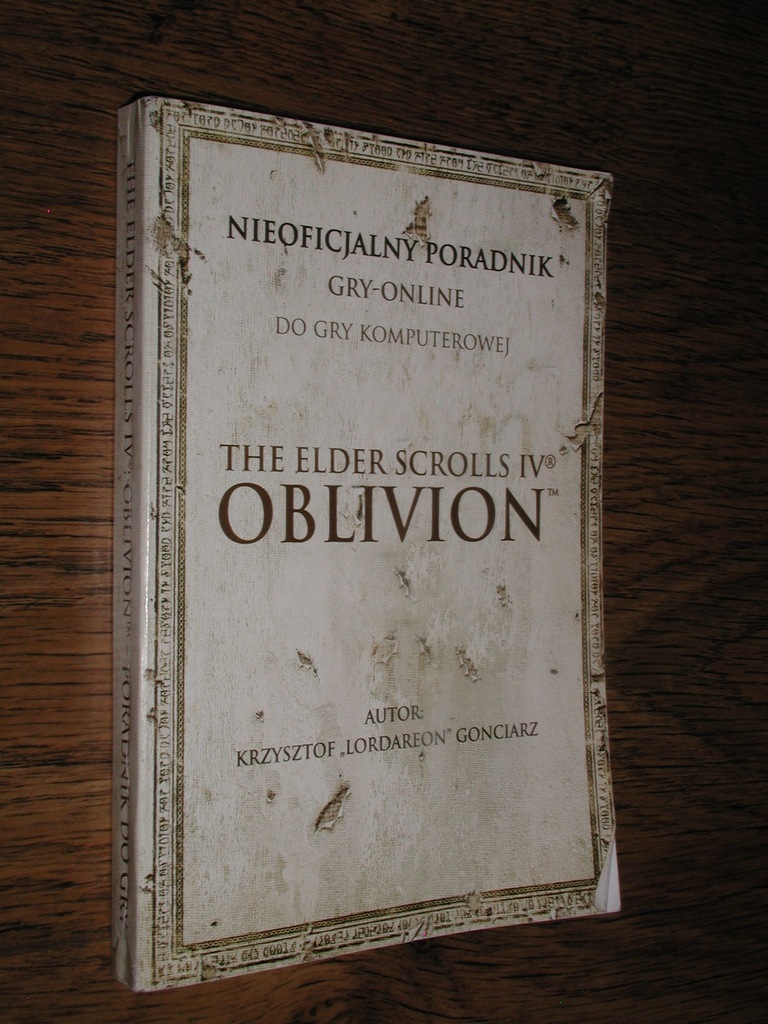 NIEOFICJALNY PORADNIK
GRY-ONLINE
DO GRY KOMPUTEROWEJ
THE ELDER SCROLLS IV®
OBLIVION™
AUTOR:
KRZYSZTOF „LORDAREON” GONCIARZ
THE ELDER SCROLLS IV®: OBLIVION™ – PORADNIK DO GRY